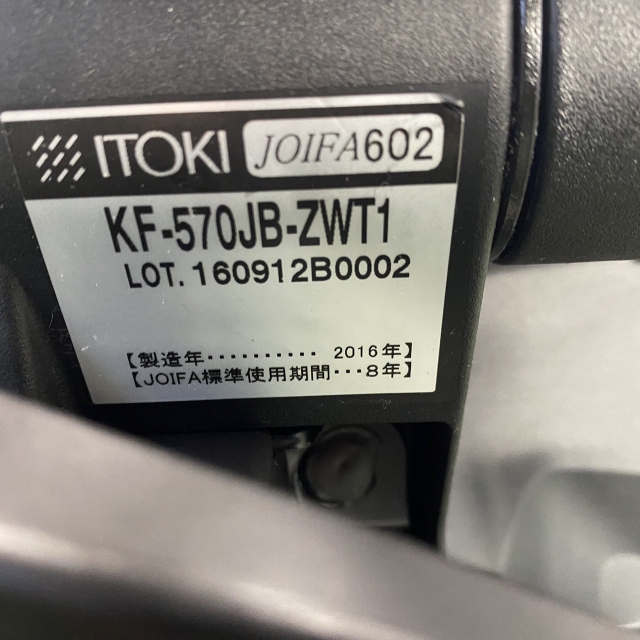 ITOKI JOIFA602
KF-570JB-ZWT1
LOT. 160912B0002
【製造年・・・・・・・・・・ 2016年】
【JOIFA標準使用期間・・・8年】